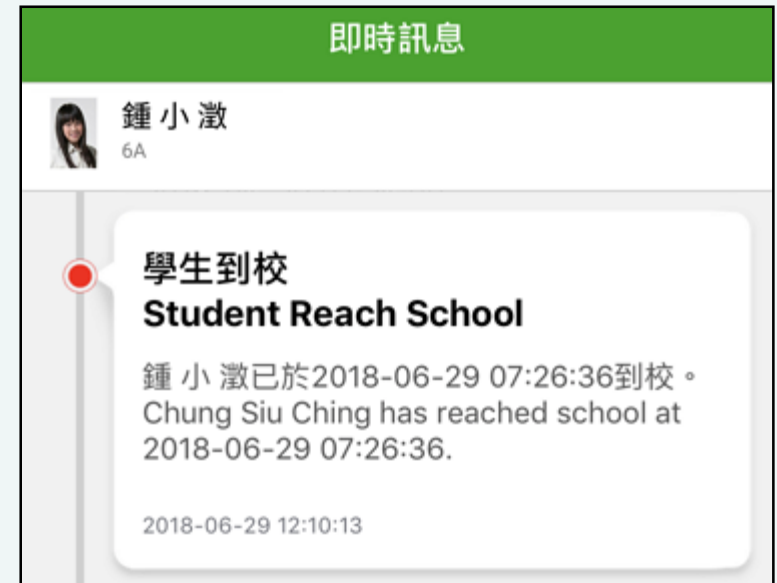 即時訊息
鍾 小 澂
6A
學生到校
Student Reach School
鍾 小 澂已於2018-06-29 07:26:36到校。
Chung Siu Ching has reached school at
2018-06-29 07:26:36.
2018-06-29 12:10:13